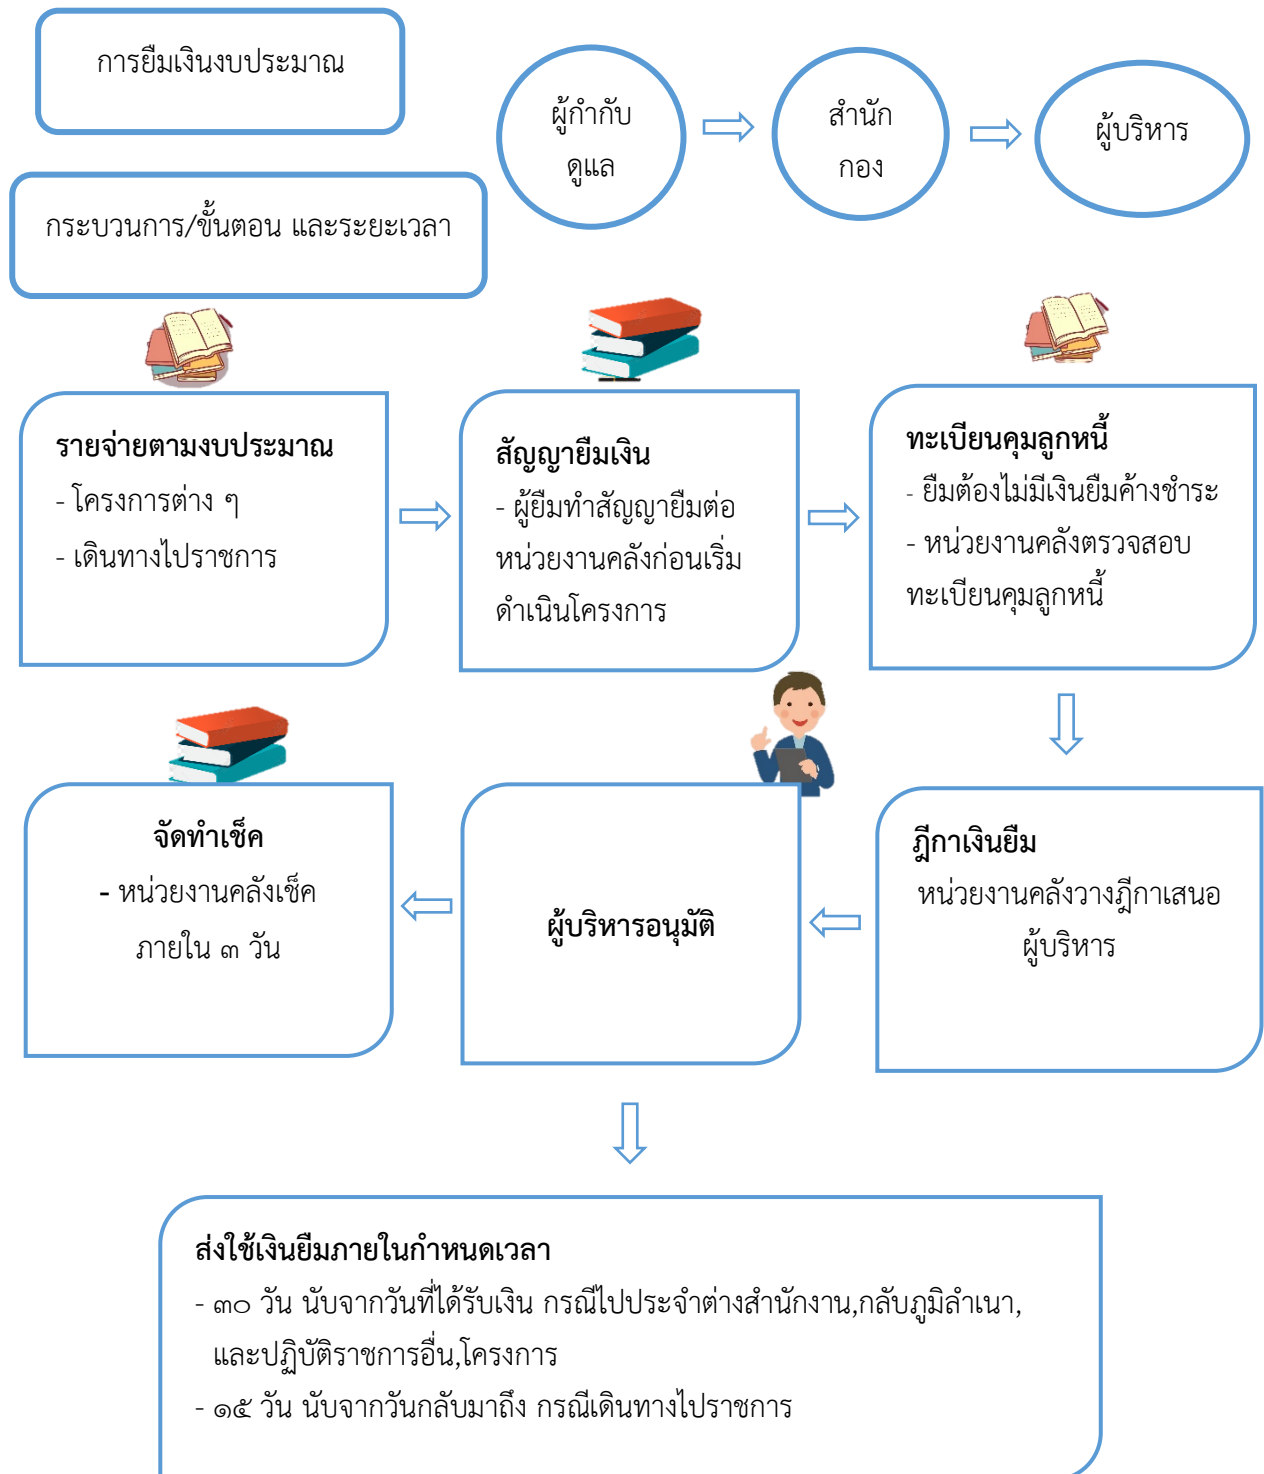 การยืมเงินงบประมาณ
ผู้กำกับ
ดูแล
สำนัก
กอง
ผู้บริหาร
กระบวนการ/ขั้นตอน และระยะเวลา
รายจ่ายตามงบประมาณ
- โครงการต่าง ๆ
- เดินทางไปราชการ
สัญญายืมเงิน
- ผู้ยืมทำสัญญายืมต่อ
หน่วยงานคลังก่อนเริ่ม
ดำเนินโครงการ
ทะเบียนคุมลูกหนี้
- ยืมต้องไม่มีเงินยืมค้างชำระ
- หน่วยงานคลังตรวจสอบ
ทะเบียนคุมลูกหนี้
จัดทำเช็ค
- หน่วยงานคลังเช็ค
ภายใน ๓ วัน
ผู้บริหารอนุมัติ
ฎีกาเงินยืม
หน่วยงานคลังวางฎีกาเสนอ
ผู้บริหาร
ส่งใช้เงินยืมภายในกำหนดเวลา
- ๓๐ วัน นับจากวันที่ได้รับเงิน กรณีไปประจำต่างสำนักงาน,กลับภูมิลำเนา,
และปฏิบัติราชการอื่น,โครงการ
- ๑๕ วัน นับจากวันกลับมาถึง กรณีเดินทางไปราชการ